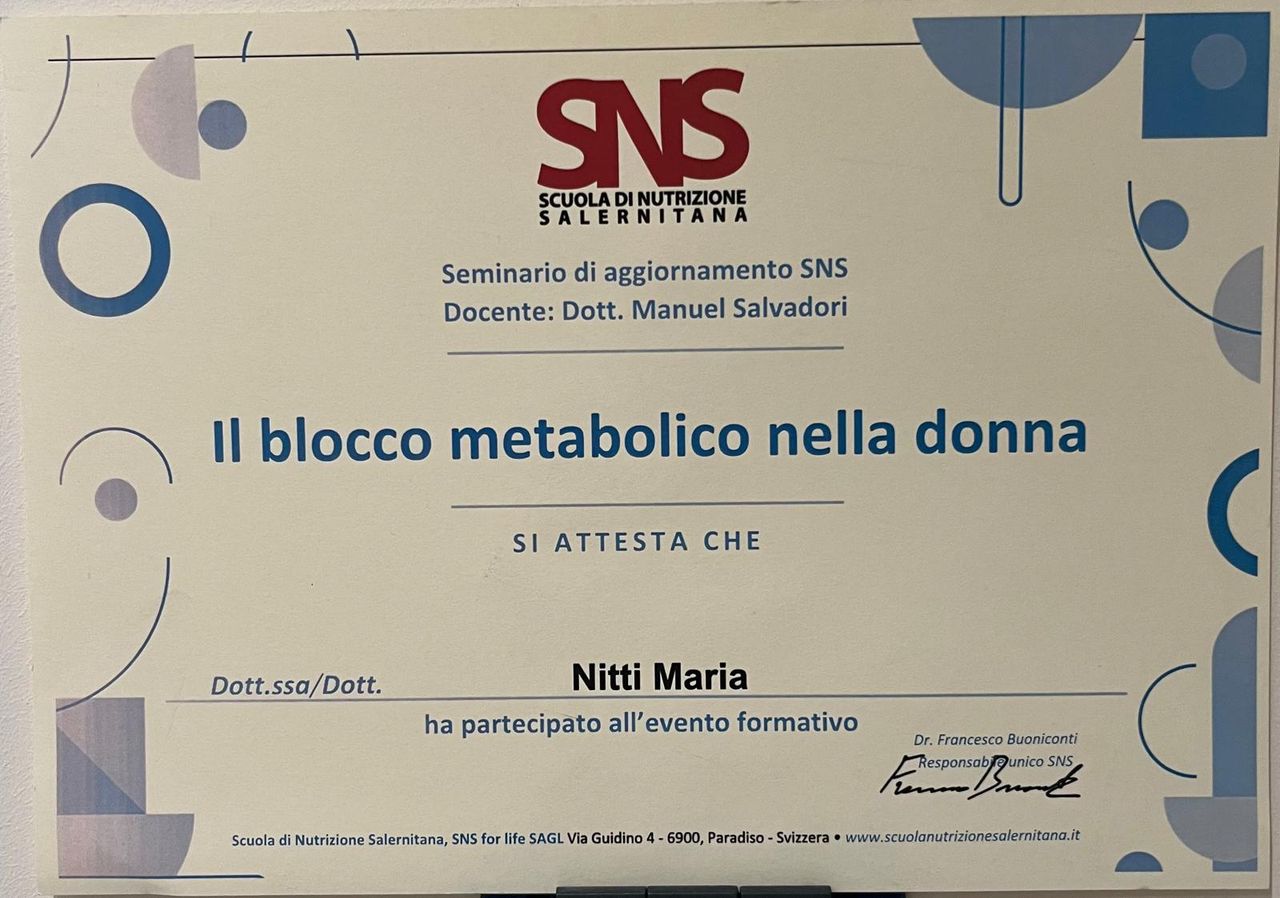 SNS
SCUOLA DI NUTRIZIONE
SALERNITANA
Seminario di aggiornamento SNS
Docente: Dott. Manuel Salvadori
Il blocco metabolico nella donna
SI ATTESTA CHE
Dott.ssa/Dott. Nitti Maria
ha partecipato all'evento formativo
Dr. Francesco Buoniconti
Responsabile unico SNS
Scuola di Nutrizione Salernitana, SNS for life SAGL Via Guidino 4 - 6900, Paradiso - Svizzera • www.scuolanutrizionesalernitana.it